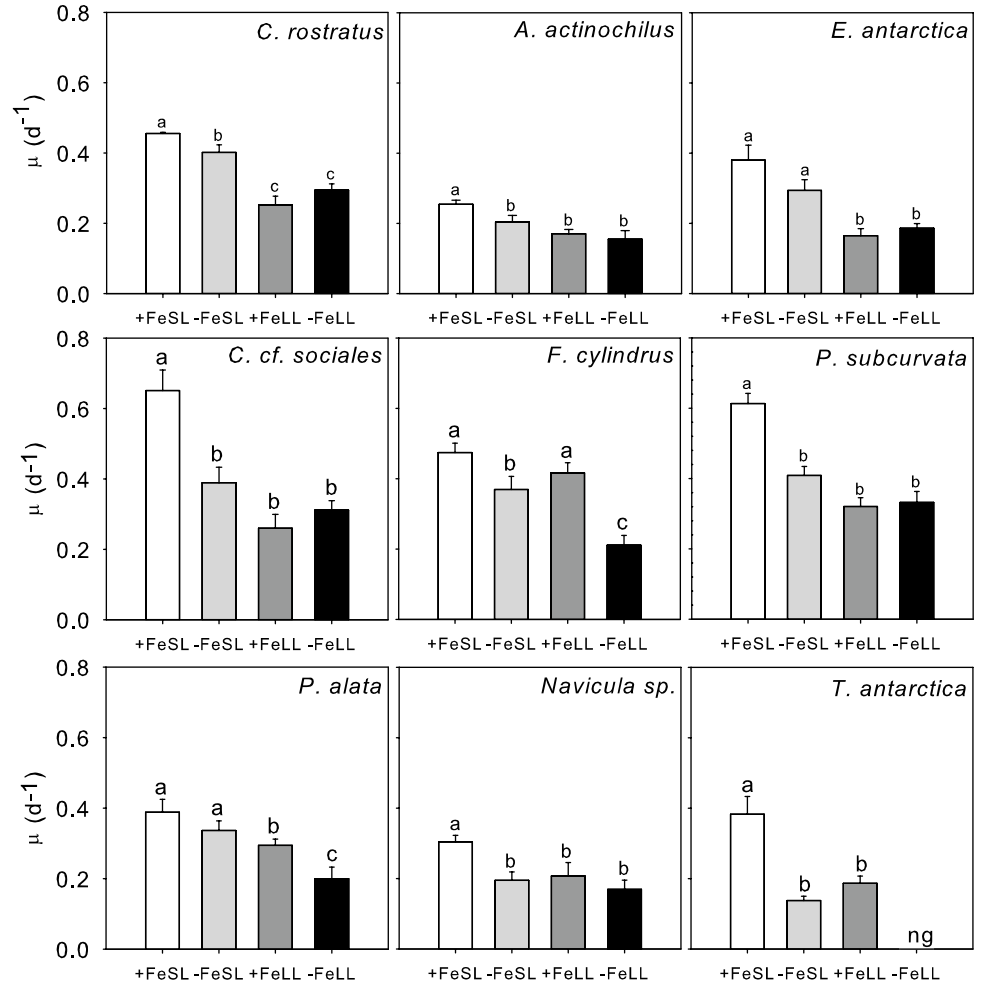 0.8
C. rostratus
A. actinochilus
E. antarctica
0.6
μ (d⁻¹)
0.4
0.2
0.0
a b c c
a b b b
a a b b
+FeSL -FeSL +FeLL -FeLL
+FeSL -FeSL +FeLL -FeLL
+FeSL -FeSL +FeLL -FeLL
0.8
C. cf. sociales
F. cylindrus
P. subcurvata
0.6
μ (d⁻¹)
0.4
0.2
0.0
a b b b
a b a c
a b b b
+FeSL -FeSL +FeLL -FeLL
+FeSL -FeSL +FeLL -FeLL
+FeSL -FeSL +FeLL -FeLL
0.8
P. alata
Navicula sp.
T. antarctica
0.6
μ (d⁻¹)
0.4
0.2
0.0
a a b c
a b b b
a b b ng
+FeSL -FeSL +FeLL -FeLL
+FeSL -FeSL +FeLL -FeLL
+FeSL -FeSL +FeLL -FeLL